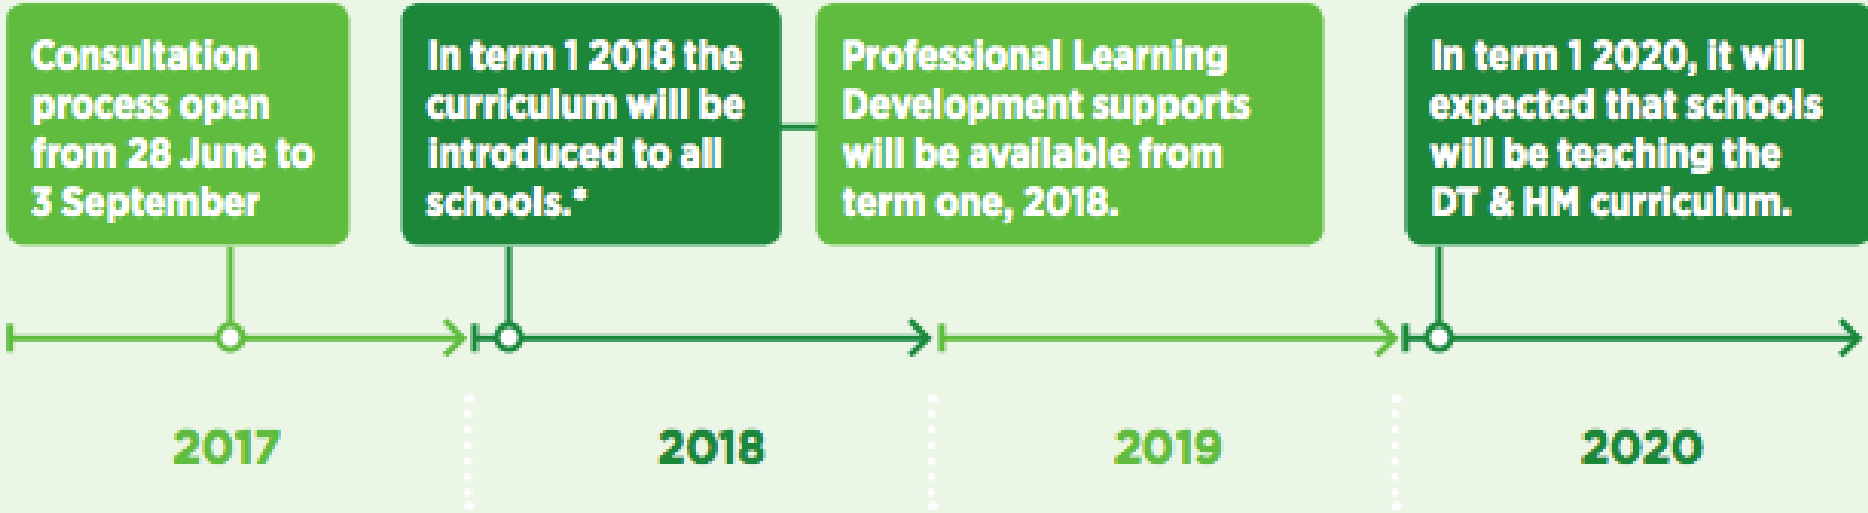 Consultation
process open
from 28 June to
3 September
In term 1 2018 the
curriculum will be
introduced to all
schools.*
Professional Learning
Development supports
will be available from
term one, 2018.
In term 1 2020, it will
expected that schools
will be teaching the
DT & HM curriculum.
2017
2018
2019
2020